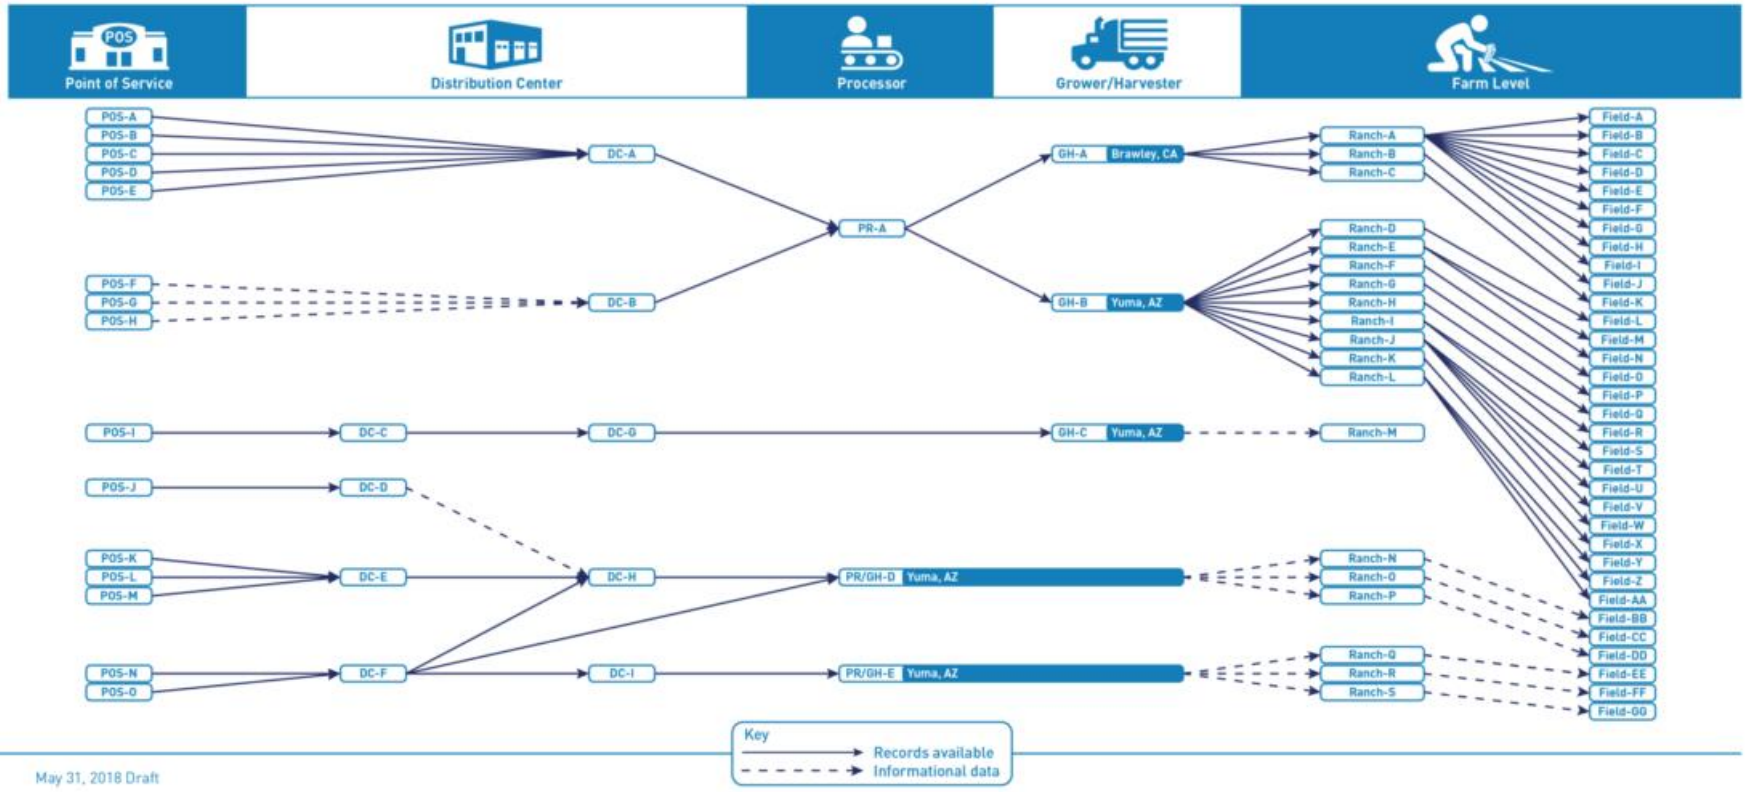 POS
Point of Service
Distribution Center
Processor
Grower/Harvester
Farm Level
POS-A
POS-B
POS-C
POS-D
POS-E
POS-F
POS-G
POS-H
POS-I
POS-J
POS-K
POS-L
POS-M
POS-N
POS-O
DC-C
DC-D
DC-E
DC-F
DC-A
DC-B
DC-G
DC-H
DC-I
PR-A
GH-A Brawley, CA
GH-B Yuma, AZ
GH-C Yuma, AZ
PR/GH-D Yuma, AZ
PR/GH-E Yuma, AZ
Ranch-A
Ranch-B
Ranch-C
Ranch-D
Ranch-E
Ranch-F
Ranch-G
Ranch-H
Ranch-I
Ranch-J
Ranch-K
Ranch-L
Ranch-M
Ranch-N
Ranch-O
Ranch-P
Ranch-Q
Ranch-R
Ranch-S
Field-A
Field-B
Field-C
Field-D
Field-E
Field-F
Field-G
Field-H
Field-I
Field-J
Field-K
Field-L
Field-M
Field-N
Field-O
Field-P
Field-Q
Field-R
Field-S
Field-T
Field-U
Field-V
Field-W
Field-X
Field-Y
Field-Z
Field-AA
Field-BB
Field-CC
Field-DD
Field-EE
Field-FF
Field-GG
Key
Records available
Informational data
May 31, 2018 Draft